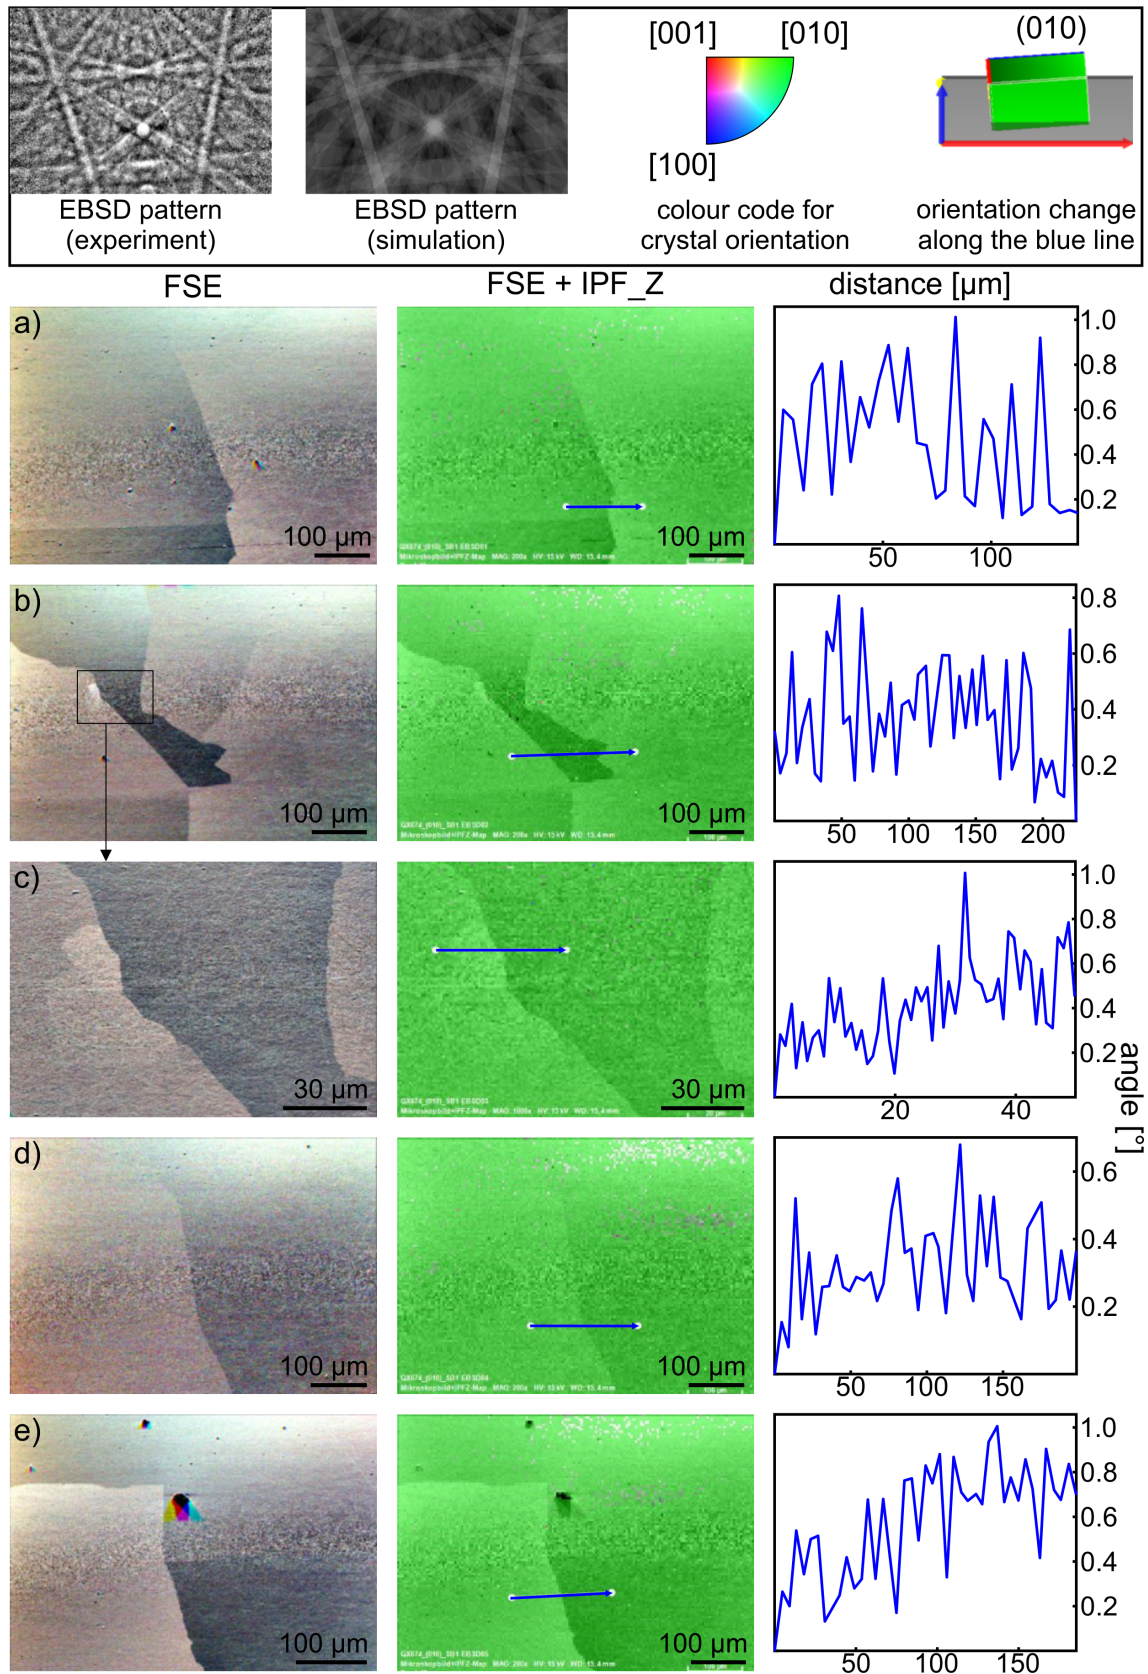 [001] [010]
[100]
(010)
EBSD pattern
(experiment)
EBSD pattern
(simulation)
colour code for
crystal orientation
orientation change
along the blue line
FSE
FSE + IPF_Z
distance [µm]
a)
100 µm
100 µm
1.0
0.8
0.6
0.4
0.2
50 100
b)
100 µm
100 µm
0.8
0.6
0.4
0.2
50 100 150 200
c)
30 µm
30 µm
1.0
0.8
0.6
0.4
0.2
20 40
angle [°]
d)
100 µm
100 µm
0.6
0.4
0.2
50 100 150
e)
100 µm
100 µm
1.0
0.8
0.6
0.4
0.2
50 100 150